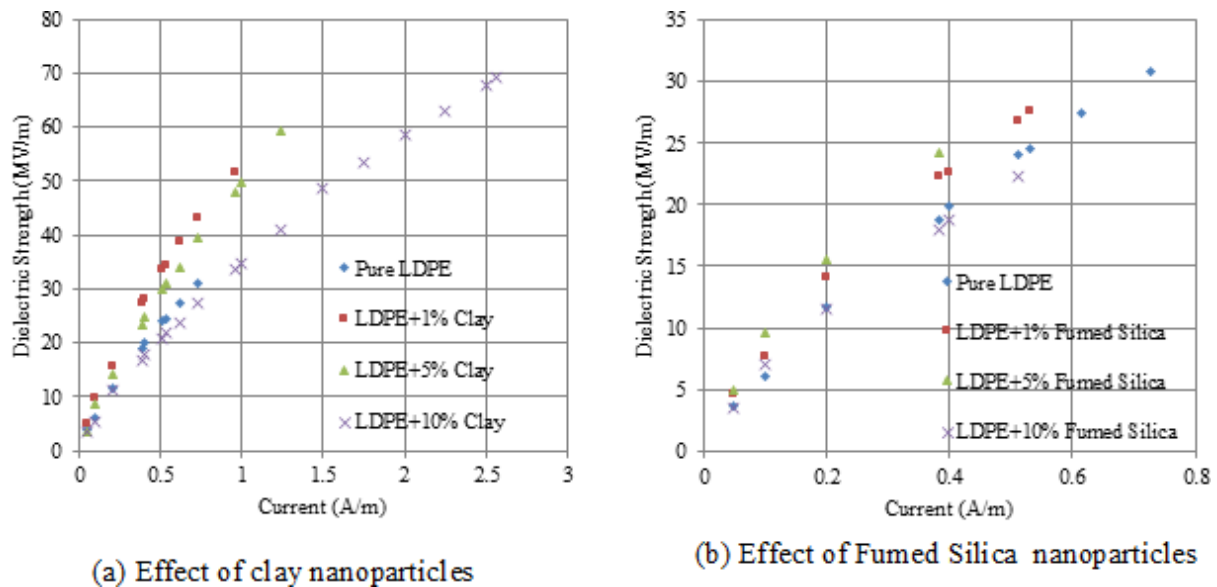 80
70
60
50
40
30
20
10
0
Dielectric Strength (MV/m)
0 0.5 1 1.5 2 2.5 3
Current (A/m)
Pure LDPE
LDPE+1% Clay
LDPE+5% Clay
LDPE+10% Clay
(a) Effect of clay nanoparticles
35
30
25
20
15
10
5
0
Dielectric Strength (MV/m)
0 0.2 0.4 0.6 0.8
Current (A/m)
Pure LDPE
LDPE+1% Fumed Silica
LDPE+5% Fumed Silica
LDPE+10% Fumed Silica
(b) Effect of Fumed Silica nanoparticles